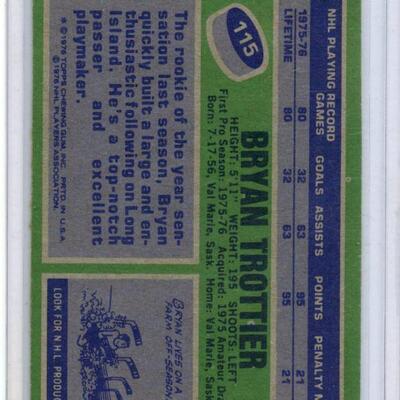 115
BRYAN TROTTIER
HEIGHT: 5'11" WEIGHT: 195 SHOOTS: LEFT
First Pro Season: 1975-76 Acquired: 1975 Amateur
Born: 7-17-56, Val Marie, Sask. Home: Val Marie, Sask.
NHL PLAYING RECORD
GAMES GOALS ASSISTS POINTS PENALTY
1975-76 80 32 63 95 21
LIFETIME 80 32 63 95 21
The rookie of the year sen-
sation last season, Bryan
quickly built a large and en-
thusiastic following on Long
Island. He's a top-notch
passer and excellent
playmaker.
* © 1976 TOPPS CHEWING GUM INC. PRTD. IN U.S.A.
© 1976 NHL PLAYERS ASSOCIATION.
BRYAN LIVES ON A
FARM OFF-SEASON
LOOK FOR N.H.L.